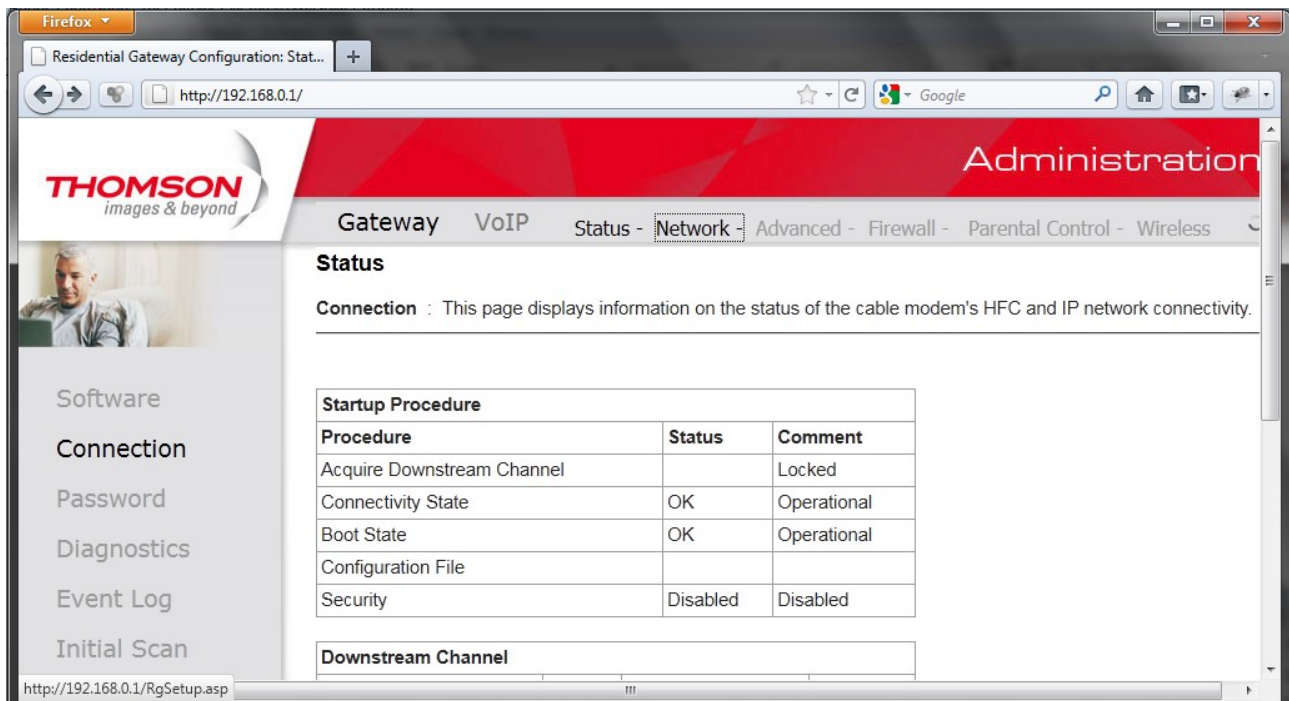 Firefox
Residential Gateway Configuration: Stat...
http://192.168.0.1/
Google
THOMSON
images & beyond
Administration
Gateway VoIP Status - Network - Advanced - Firewall - Parental Control - Wireless
Status
Connection : This page displays information on the status of the cable modem's HFC and IP network connectivity.
Software
Connection
Password
Diagnostics
Event Log
Initial Scan
Startup Procedure
Procedure Status Comment
Acquire Downstream Channel Locked
Connectivity State OK Operational
Boot State OK Operational
Configuration File
Security Disabled Disabled
Downstream Channel
http://192.168.0.1/RgSetup.asp